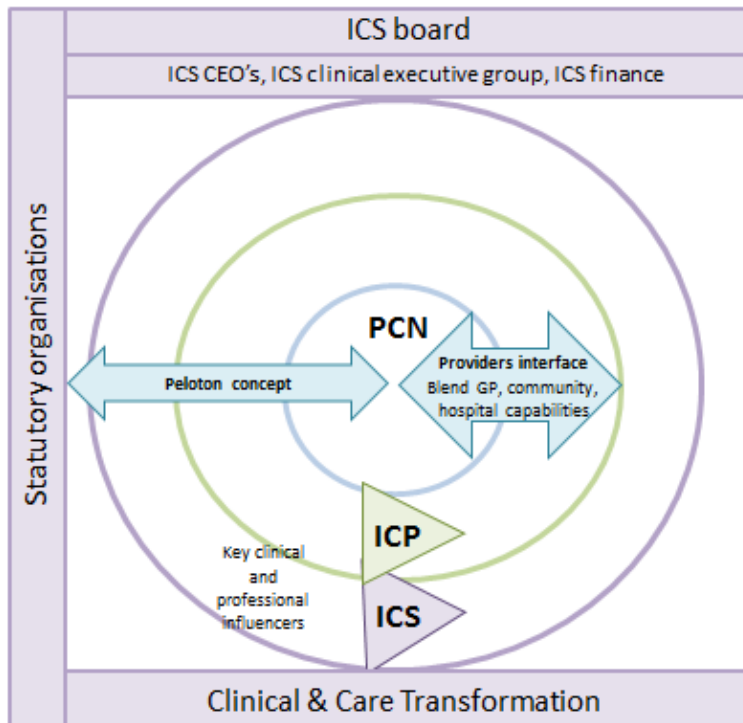 ICS board
ICS CEO's, ICS clinical executive group, ICS finance
Statutory organisations
PCN
Peloton concept
Providers interface
Blend GP, community,
hospital capabilities
ICP
Key clinical
and
professional
influencers
ICS
Clinical & Care Transformation